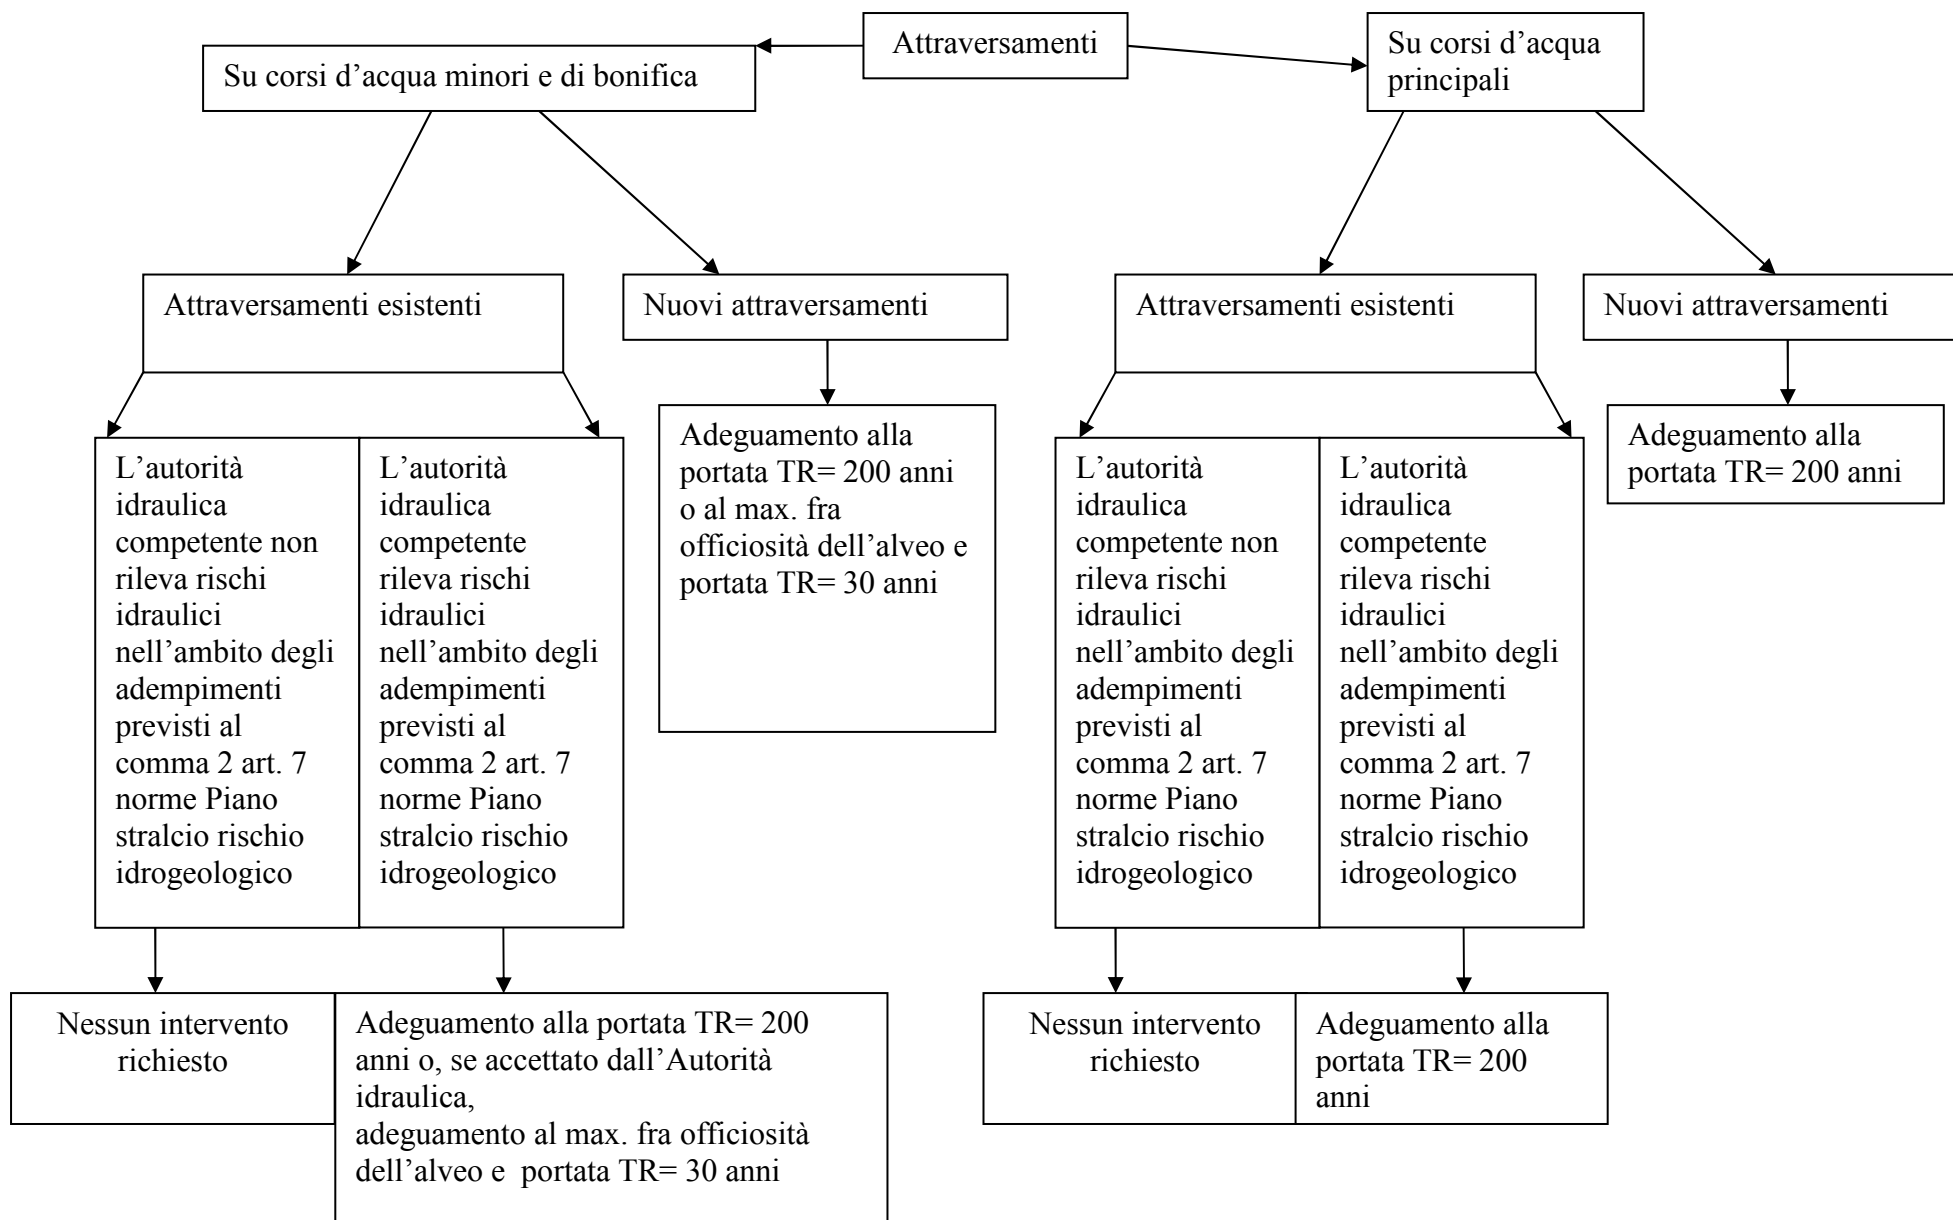 Attraversamenti
Su corsi d’acqua minori e di bonifica
Su corsi d’acqua
principali
Attraversamenti esistenti
Nuovi attraversamenti
Attraversamenti esistenti
Nuovi attraversamenti
L’autorità
idraulica
competente non
rileva rischi
idraulici
nell’ambito degli
adempimenti
previsti al
comma 2 art. 7
norme Piano
stralcio rischio
idrogeologico
L’autorità
idraulica
competente
rileva rischi
idraulici
nell’ambito degli
adempimenti
previsti al
comma 2 art. 7
norme Piano
stralcio rischio
idrogeologico
Adeguamento alla
portata TR= 200 anni
o al max. fra
officiosità dell’alveo e
portata TR= 30 anni
L’autorità
idraulica
competente non
rileva rischi
idraulici
nell’ambito degli
adempimenti
previsti al
comma 2 art. 7
norme Piano
stralcio rischio
idrogeologico
L’autorità
idraulica
competente
rileva rischi
idraulici
nell’ambito degli
adempimenti
previsti al
comma 2 art. 7
norme Piano
stralcio rischio
idrogeologico
Adeguamento alla
portata TR= 200 anni
Nessun intervento
richiesto
Adeguamento alla portata TR= 200
anni o, se accettato dall’Autorità
idraulica,
adeguamento al max. fra officiosità
dell’alveo e  portata TR= 30 anni
Nessun intervento
richiesto
Adeguamento alla
portata TR= 200
anni